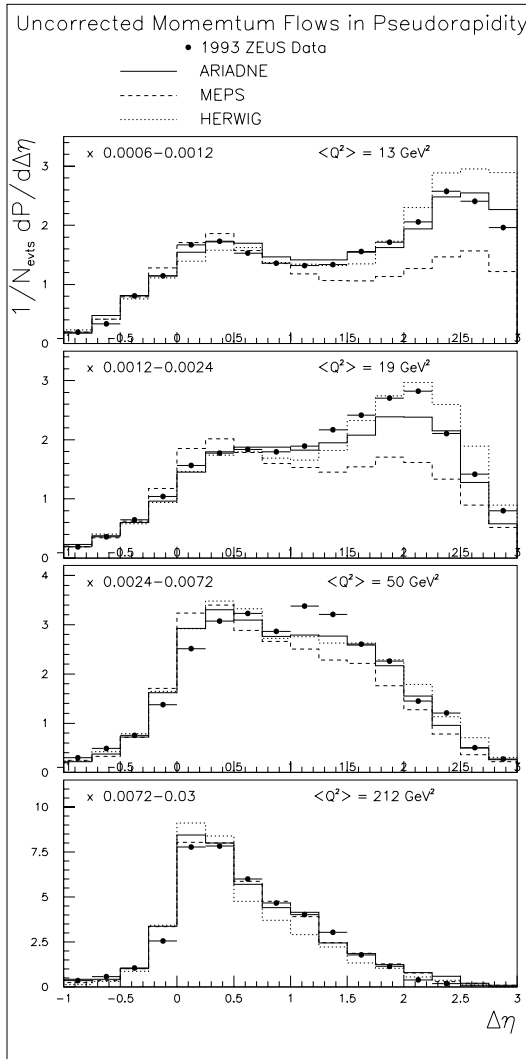 Uncorrected Momemtum Flows in Pseudorapidity
• 1993 ZEUS Data
ARIADNE
MEPS
HERWIG
1/N_evts dP/dΔη
x 0.0006-0.0012 <Q²> = 13 GeV²
3
2
1
0
-1 -0.5 0 0.5 1 1.5 2 2.5 3
x 0.0012-0.0024 <Q²> = 19 GeV²
3
2
1
0
-1 -0.5 0 0.5 1 1.5 2 2.5 3
x 0.0024-0.0072 <Q²> = 50 GeV²
4
3
2
1
0
-1 -0.5 0 0.5 1 1.5 2 2.5 3
x 0.0072-0.03 <Q²> = 212 GeV²
10
7.5
5
2.5
0
-1 -0.5 0 0.5 1 1.5 2 2.5 3
Δη